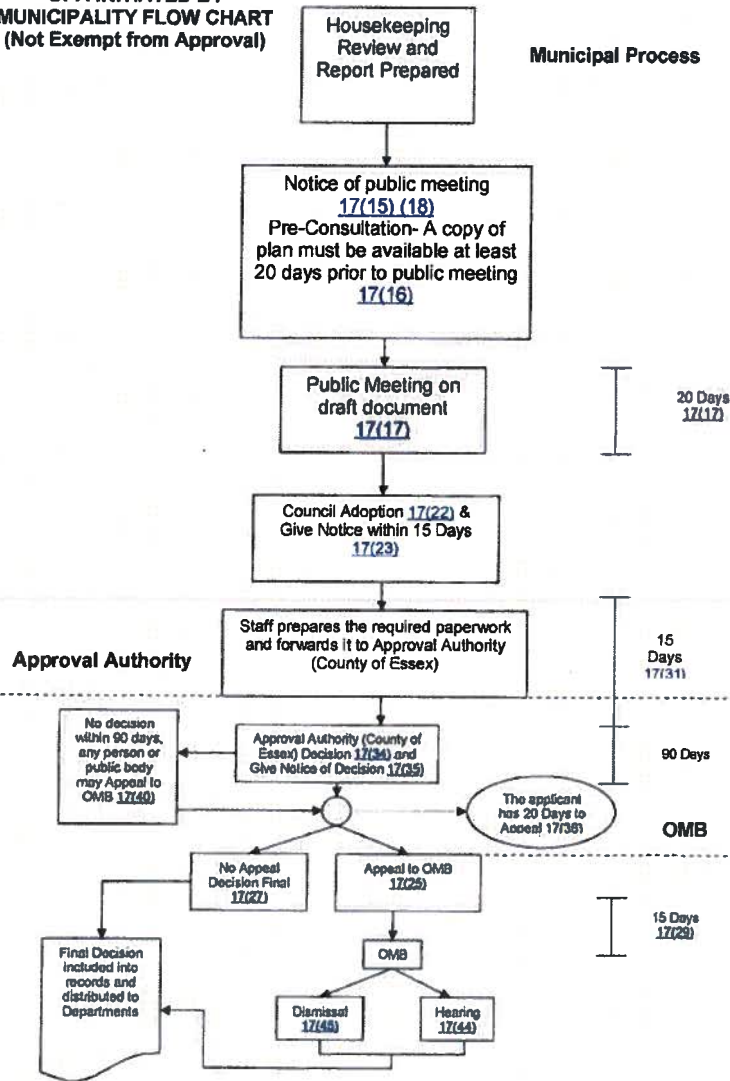 MUNICIPALITY FLOW CHART
(Not Exempt from Approval)
Housekeeping
Review and
Report Prepared
Municipal Process
Notice of public meeting
17(15) (18)
Pre-Consultation- A copy of
plan must be available at least
20 days prior to public meeting
17(16)
Public Meeting on
draft document
17(17)
20 Days
17(17)
Council Adoption 17(22) &
Give Notice within 15 Days
17(23)
Staff prepares the required paperwork
and forwards it to Approval Authority
(County of Essex)
15
Days
17(31)
Approval Authority
No decision
within 90 days,
any person or
public body
may Appeal to
OMB 17(40)
Approval Authority (County of
Essex) Decision 17(34) and
Give Notice of Decision 17(35)
90 Days
The applicant
has 20 Days to
Appeal 17(36)
OMB
No Appeal
Decision Final
17(27)
Appeal to OMB
17(25)
15 Days
17(29)
Final Decision
included into
records and
distributed to
Departments
OMB
Dismissal
17(45)
Hearing
17(44)